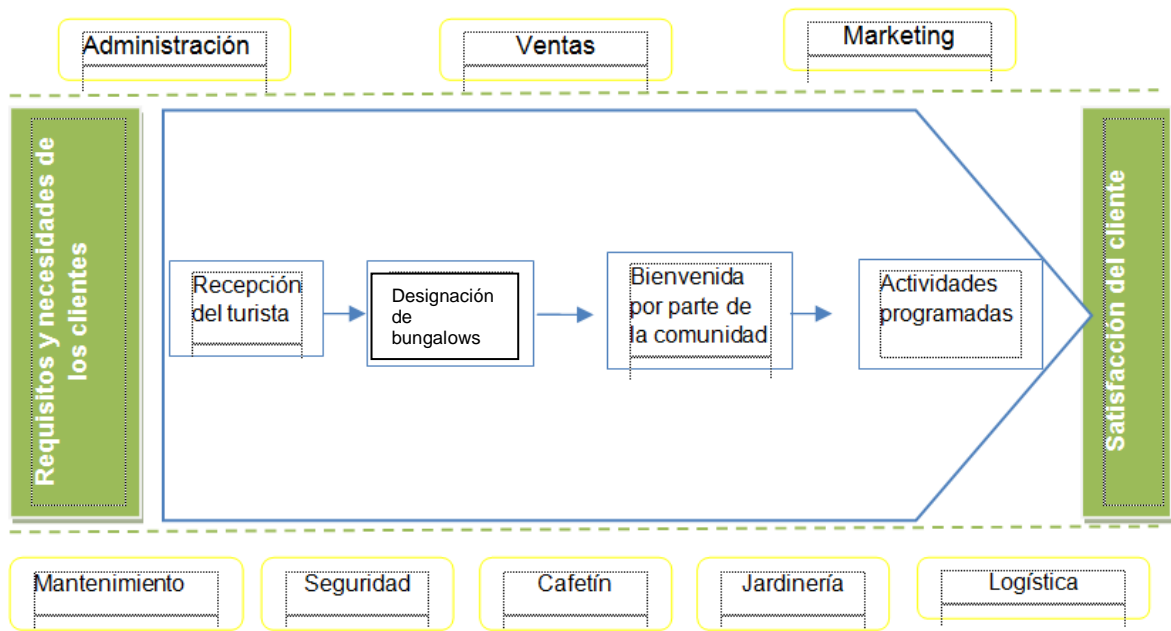 Administración
Ventas
Marketing
Requisitos y necesidades de
los clientes
Recepción
del turista
Designación
de
bungalows
Bienvenida
por parte de
la comunidad
Actividades
programadas
Satisfacción del cliente
Mantenimiento
Seguridad
Cafetín
Jardinería
Logística